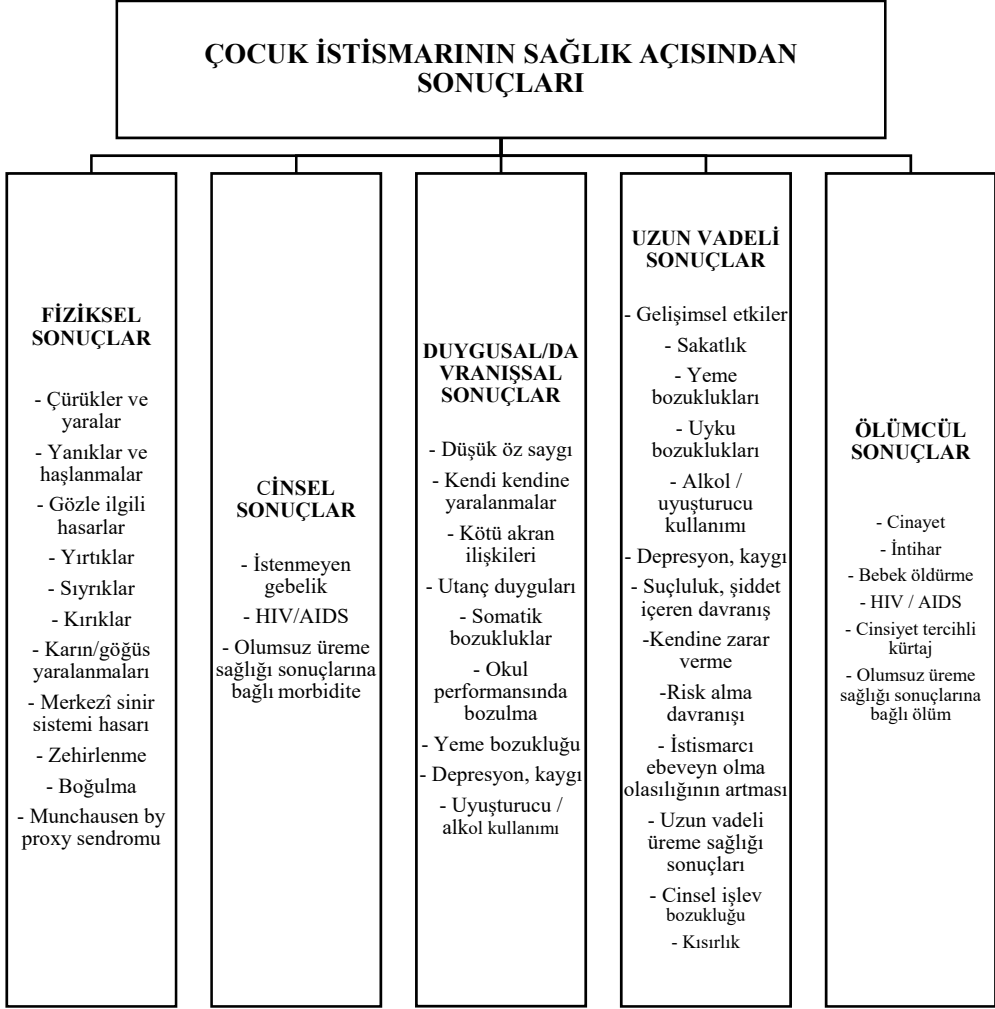 ÇOCUK İSTİSMARININ SAĞLIK AÇISINDAN
SONUÇLARI
FİZİKSEL
SONUÇLAR
- Çürükler ve
yaralar
- Yanıklar ve
haşlanmalar
- Gözle ilgili
hasarlar
- Yırtıklar
- Sıyrıklar
- Kırıklar
- Karın/göğüs
yaralanmaları
- Merkezî sinir
sistemi hasarı
- Zehirlenme
- Boğulma
- Munchausen by
proxy sendromu
CİNSEL
SONUÇLAR
- İstenmeyen
gebelik
- HIV/AIDS
- Olumsuz üreme
sağlığı sonuçlarına
bağlı morbidite
DUYGUSAL/DA
VRANIŞSAL
SONUÇLAR
- Düşük öz saygı
- Kendi kendine
yaralanmalar
- Kötü akran
ilişkileri
- Utanç duyguları
- Somatik
bozukluklar
- Okul
performansında
bozulma
- Yeme bozukluğu
- Depresyon, kaygı
- Uyuşturucu /
alkol kullanımı
UZUN VADELİ
SONUÇLAR
- Gelişimsel etkiler
- Sakatlık
- Yeme
bozuklukları
- Uyku
bozuklukları
- Alkol /
uyuşturucu
kullanımı
- Depresyon, kaygı
- Suçluluk, şiddet
içeren davranış
-Kendine zarar
verme
-Risk alma
davranışı
- İstismarcı
ebeveyn olma
olasılığının artması
- Uzun vadeli
üreme sağlığı
sonuçları
- Cinsel işlev
bozukluğu
- Kısırlık
ÖLÜMCÜL
SONUÇLAR
- Cinayet
- İntihar
- Bebek öldürme
- HIV / AIDS
- Cinsiyet tercihli
kürtaj
- Olumsuz üreme
sağlığı sonuçlarına
bağlı ölüm